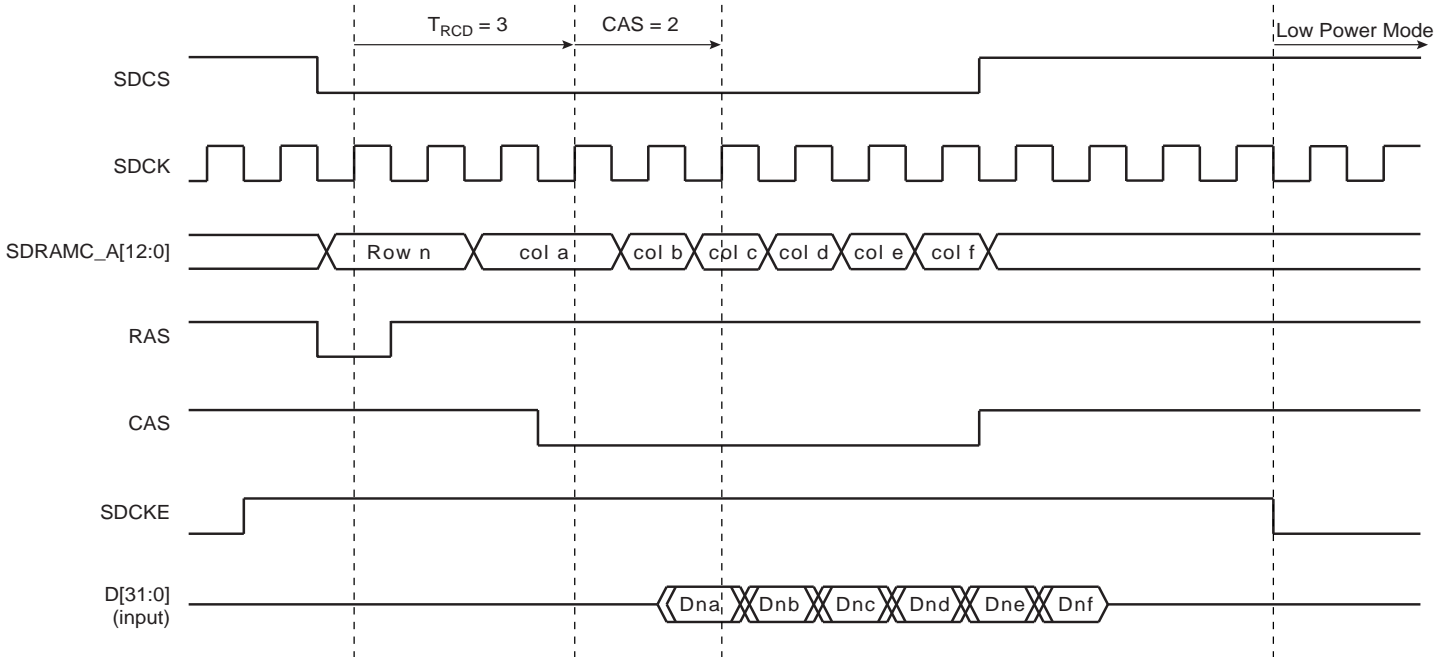 T_RCD = 3
CAS = 2
Low Power Mode
SDCS
SDCK
SDRAMC_A[12:0]
Row n
col a
col b
col c
col d
col e
col f
RAS
CAS
SDCKE
D[31:0]
(input)
Dna
Dnb
Dnc
Dnd
Dne
Dnf